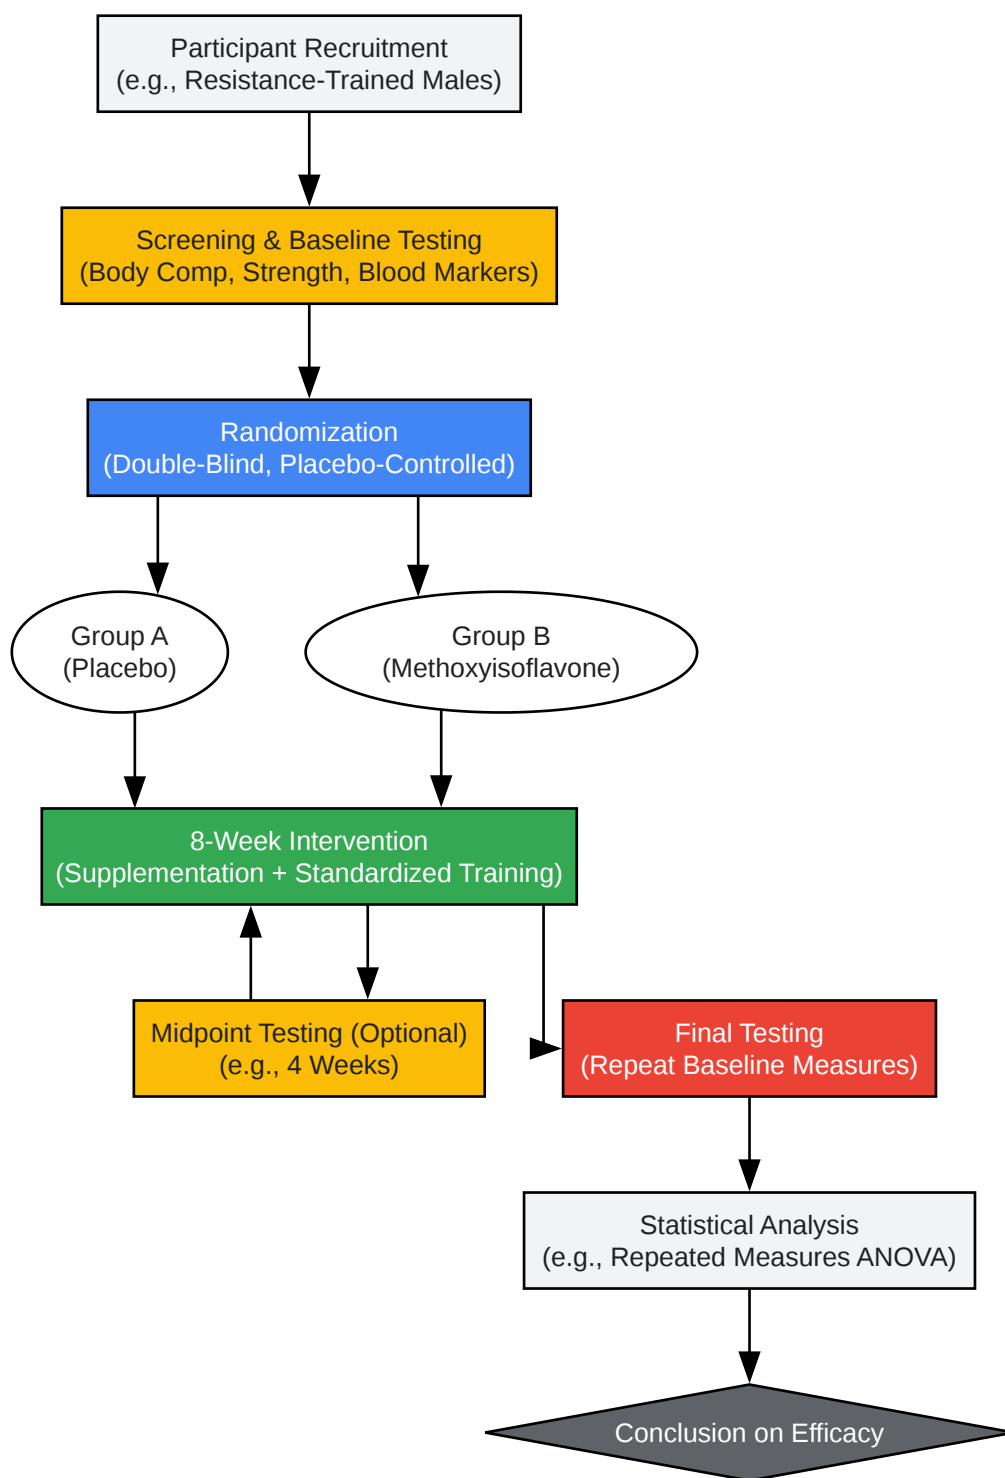 Participant Recruitment
(e.g., Resistance-Trained Males)
Screening & Baseline Testing
(Body Comp, Strength, Blood Markers)
Randomization
(Double-Blind, Placebo-Controlled)
Group A
(Placebo)
Group B
(Methoxyisoflavone)
8-Week Intervention
(Supplementation + Standardized Training)
Midpoint Testing (Optional)
(e.g., 4 Weeks)
Final Testing
(Repeat Baseline Measures)
Statistical Analysis
(e.g., Repeated Measures ANOVA)
Conclusion on Efficacy